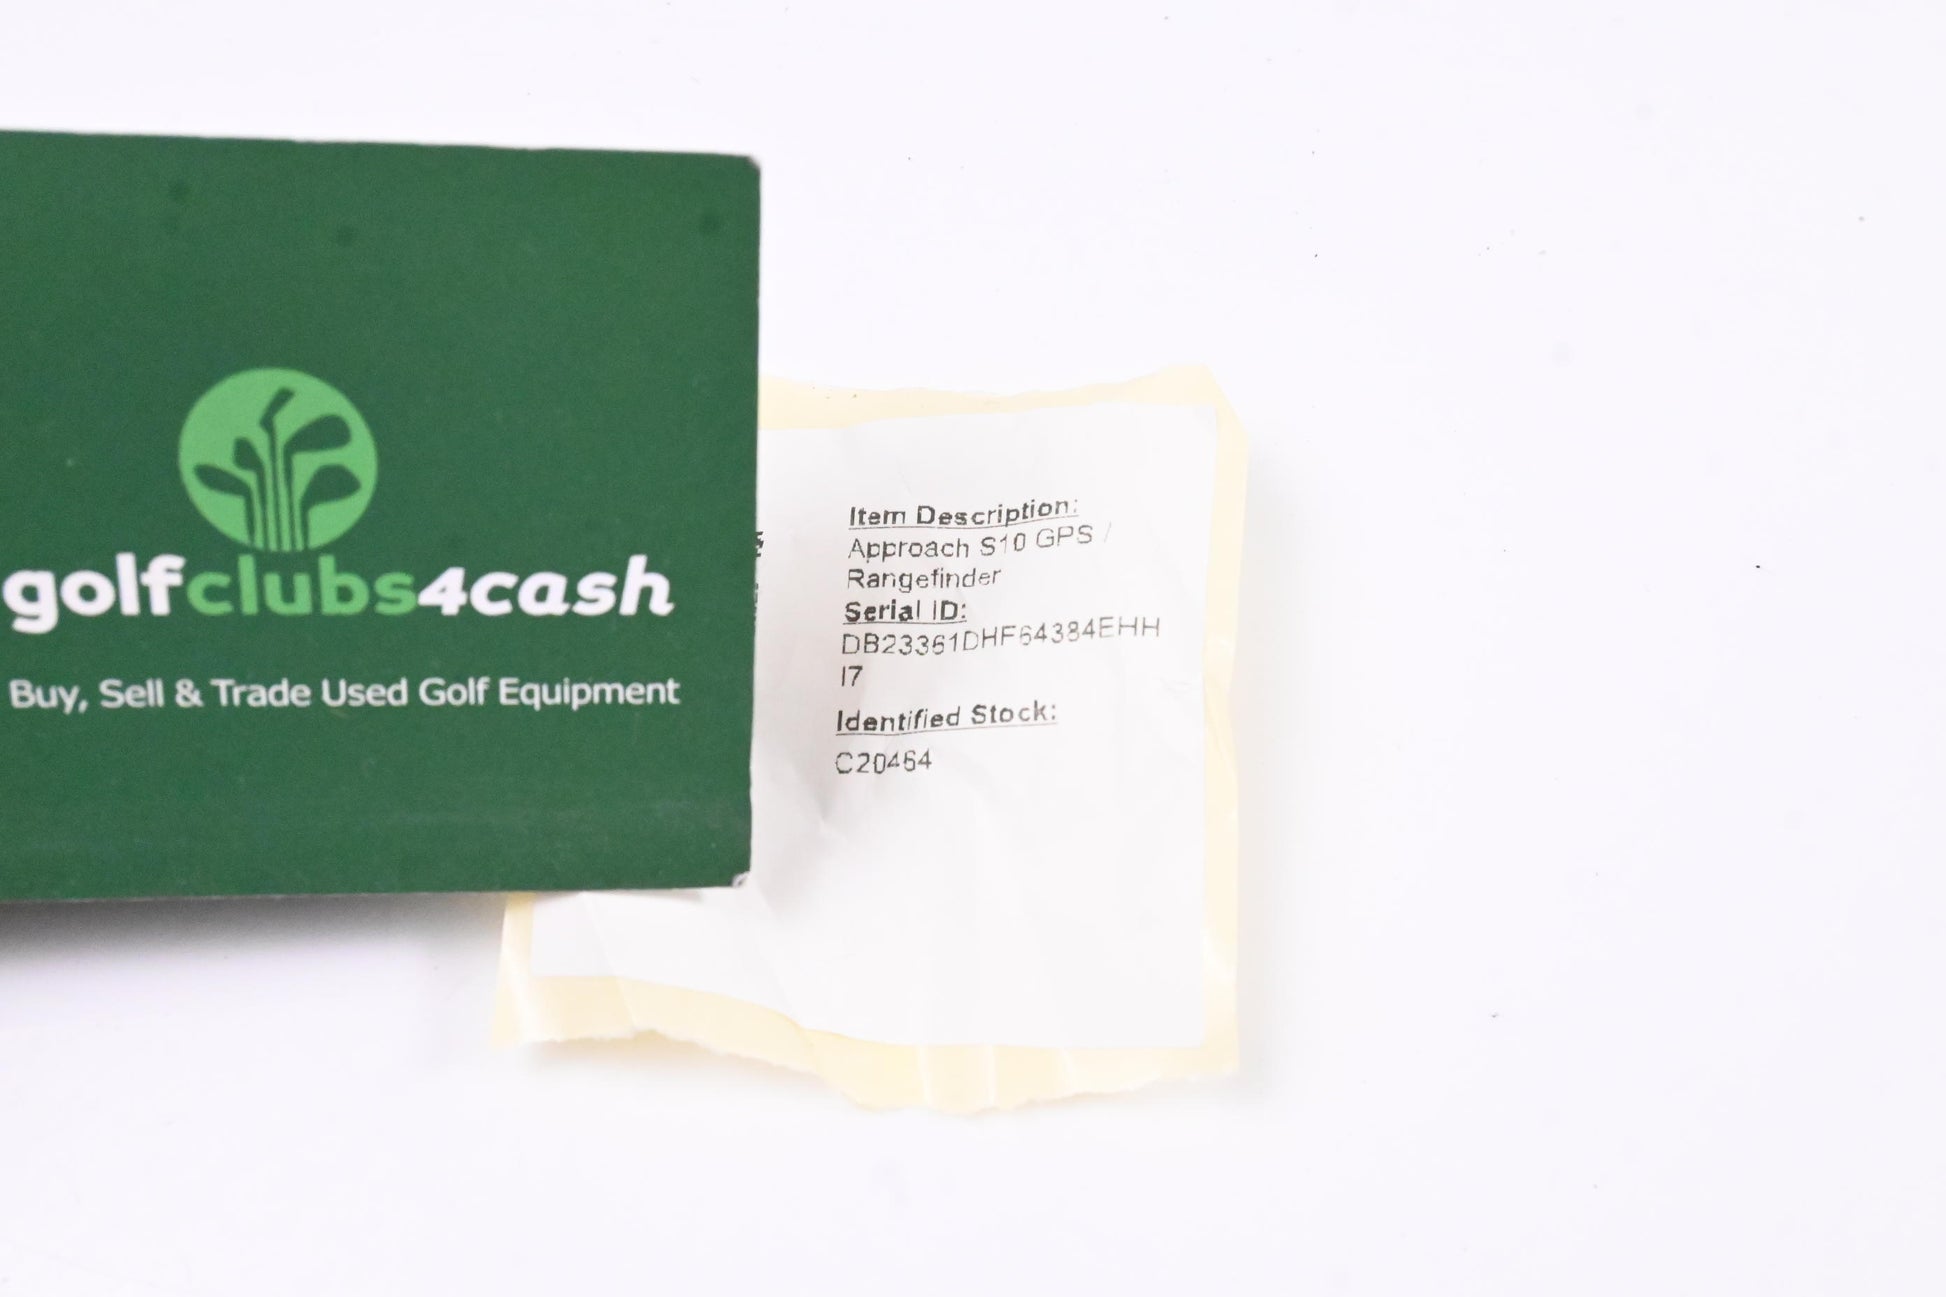 golfclubs4cash
Buy, Sell & Trade Used Golf Equipment
Item Description:
Approach S10 GPS /
Rangefinder
Serial ID:
DB23361DHF64384EHH
I7
Identified Stock:
C20464